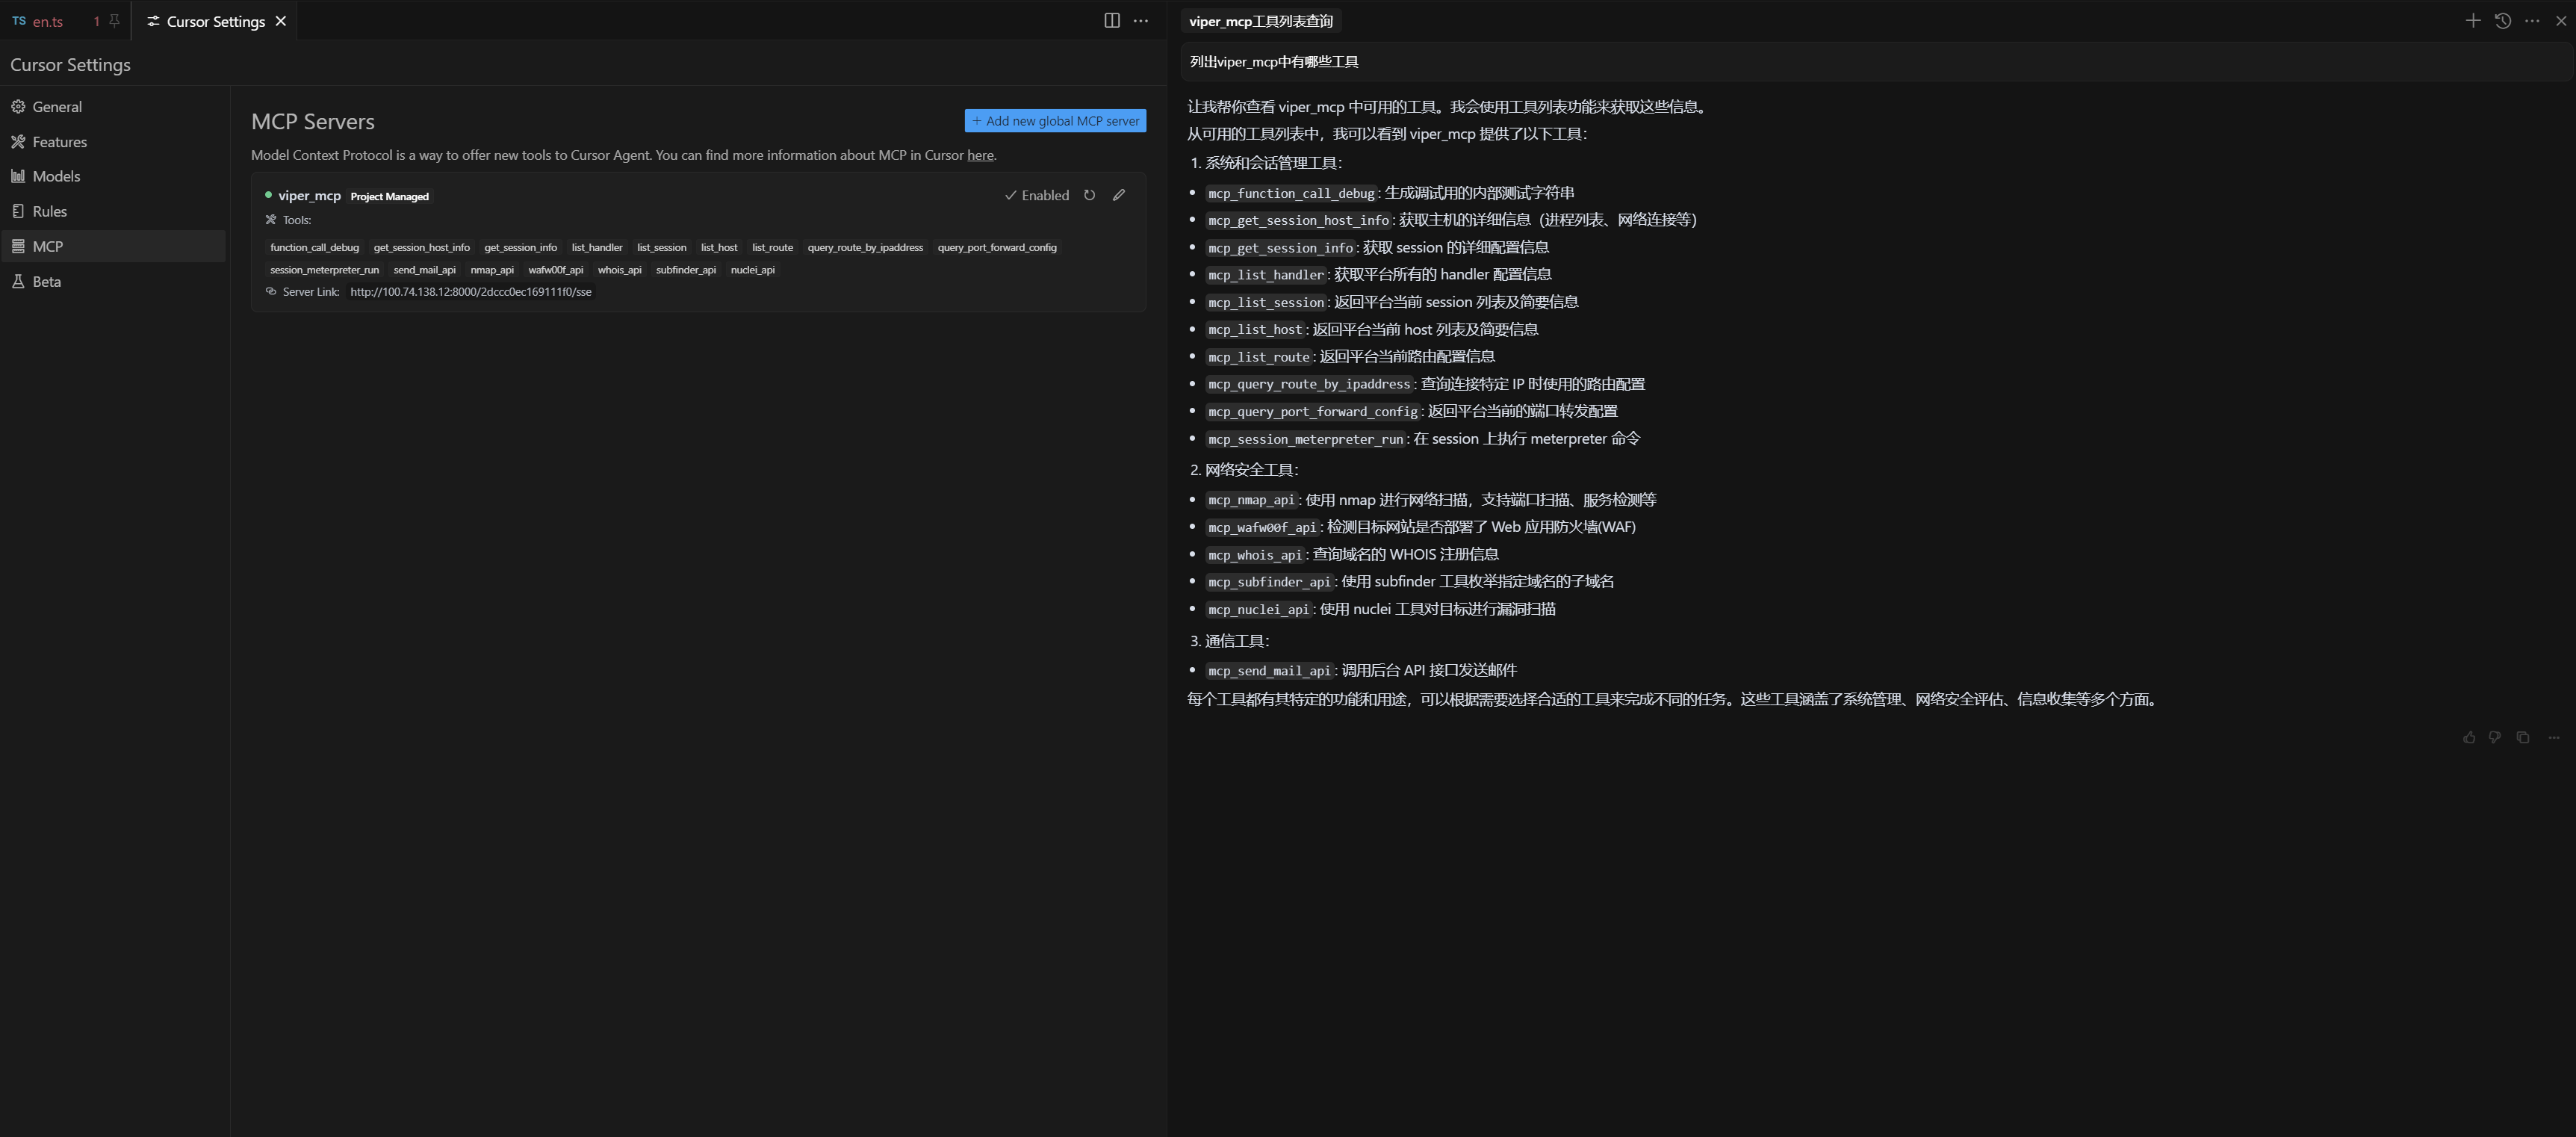 TS en.ts 1
Cursor Settings
Cursor Settings
General
Features
Models
Rules
MCP
Beta
MCP Servers
+ Add new global MCP server
Model Context Protocol is a way to offer new tools to Cursor Agent. You can find more information about MCP in Cursor here.
viper_mcp Project Managed
Enabled
Tools:
function_call_debug get_session_host_info get_session_info list_handler list_session list_host list_route query_route_by_ipaddress query_port_forward_config
session_meterpreter_run send_mail_api nmap_api wafw00f_api whois_api subfinder_api nuclei_api
Server Link: http://100.74.138.12:8000/2dccc0ec169111f0/sse
viper_mcp工具列表查询
列出viper_mcp中有哪些工具
让我帮你查看 viper_mcp 中可用的工具。我会使用工具列表功能来获取这些信息。
从可用的工具列表中，我可以看到 viper_mcp 提供了以下工具：
1. 系统和会话管理工具：
• mcp_function_call_debug: 生成调试用的内部测试字符串
• mcp_get_session_host_info: 获取主机的详细信息（进程列表、网络连接等）
• mcp_get_session_info: 获取 session 的详细配置信息
• mcp_list_handler: 获取平台所有的 handler 配置信息
• mcp_list_session: 返回平台当前 session 列表及简要信息
• mcp_list_host: 返回平台当前 host 列表及简要信息
• mcp_list_route: 返回平台当前路由配置信息
• mcp_query_route_by_ipaddress: 查询连接特定 IP 时使用的路由配置
• mcp_query_port_forward_config: 返回平台当前的端口转发配置
• mcp_session_meterpreter_run: 在 session 上执行 meterpreter 命令
2. 网络安全工具：
• mcp_nmap_api: 使用 nmap 进行网络扫描，支持端口扫描、服务检测等
• mcp_wafw00f_api: 检测目标网站是否部署了 Web 应用防火墙(WAF)
• mcp_whois_api: 查询域名的 WHOIS 注册信息
• mcp_subfinder_api: 使用 subfinder 工具枚举指定域名的子域名
• mcp_nuclei_api: 使用 nuclei 工具对目标进行漏洞扫描
3. 通信工具：
• mcp_send_mail_api: 调用后台 API 接口发送邮件
每个工具都有其特定的功能和用途，可以根据需要选择合适的工具来完成不同的任务。这些工具涵盖了系统管理、网络安全评估、信息收集等多个方面。